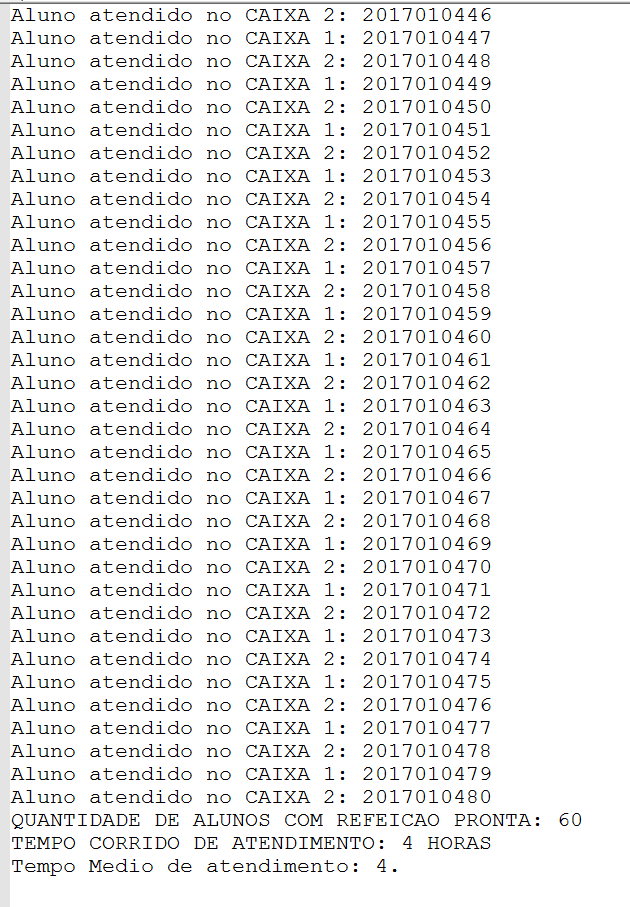 Aluno atendido no CAIXA 2: 2017010446
Aluno atendido no CAIXA 1: 2017010447
Aluno atendido no CAIXA 2: 2017010448
Aluno atendido no CAIXA 1: 2017010449
Aluno atendido no CAIXA 2: 2017010450
Aluno atendido no CAIXA 1: 2017010451
Aluno atendido no CAIXA 2: 2017010452
Aluno atendido no CAIXA 1: 2017010453
Aluno atendido no CAIXA 2: 2017010454
Aluno atendido no CAIXA 1: 2017010455
Aluno atendido no CAIXA 2: 2017010456
Aluno atendido no CAIXA 1: 2017010457
Aluno atendido no CAIXA 2: 2017010458
Aluno atendido no CAIXA 1: 2017010459
Aluno atendido no CAIXA 2: 2017010460
Aluno atendido no CAIXA 1: 2017010461
Aluno atendido no CAIXA 2: 2017010462
Aluno atendido no CAIXA 1: 2017010463
Aluno atendido no CAIXA 2: 2017010464
Aluno atendido no CAIXA 1: 2017010465
Aluno atendido no CAIXA 2: 2017010466
Aluno atendido no CAIXA 1: 2017010467
Aluno atendido no CAIXA 2: 2017010468
Aluno atendido no CAIXA 1: 2017010469
Aluno atendido no CAIXA 2: 2017010470
Aluno atendido no CAIXA 1: 2017010471
Aluno atendido no CAIXA 2: 2017010472
Aluno atendido no CAIXA 1: 2017010473
Aluno atendido no CAIXA 2: 2017010474
Aluno atendido no CAIXA 1: 2017010475
Aluno atendido no CAIXA 2: 2017010476
Aluno atendido no CAIXA 1: 2017010477
Aluno atendido no CAIXA 2: 2017010478
Aluno atendido no CAIXA 1: 2017010479
Aluno atendido no CAIXA 2: 2017010480
QUANTIDADE DE ALUNOS COM REFEICAO PRONTA: 60
TEMPO CORRIDO DE ATENDIMENTO: 4 HORAS
Tempo Medio de atendimento: 4.